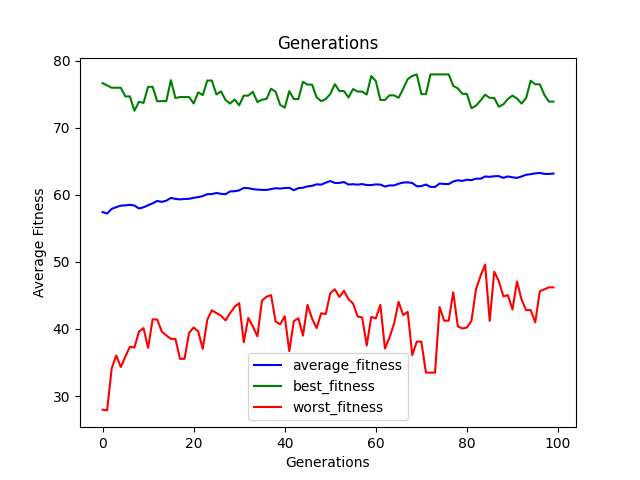 Generations
80
70
60
50
40
30
Average Fitness
average_fitness
best_fitness
worst_fitness
0 20 40 60 80 100
Generations